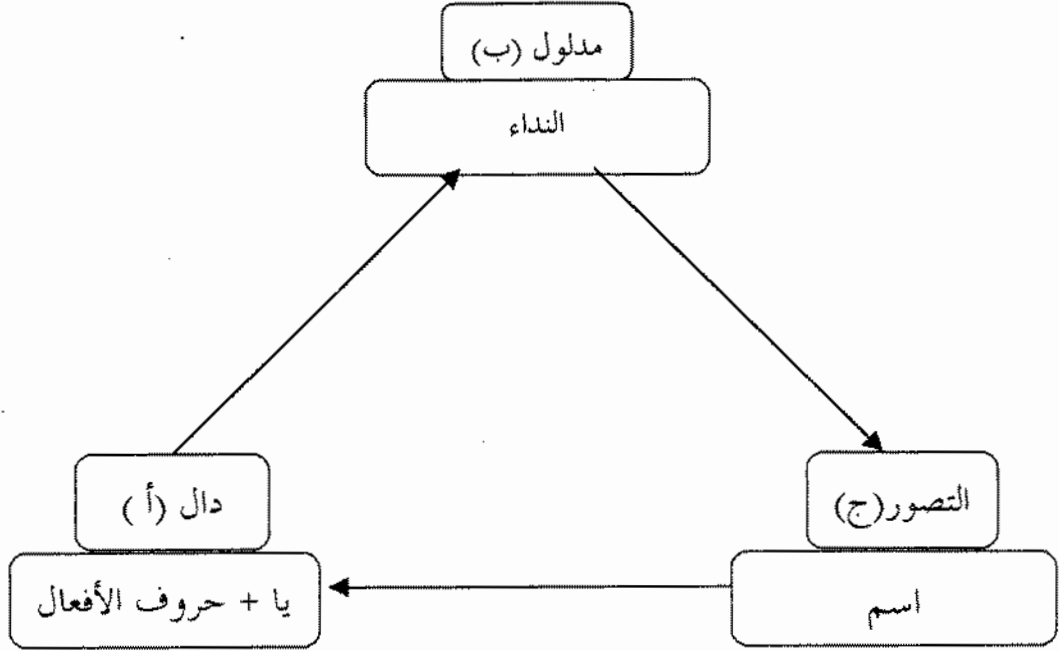 مدلول (ب)
النداء
التصور(ج)
دال (أ )
اسم
يا + حروف الأفعال